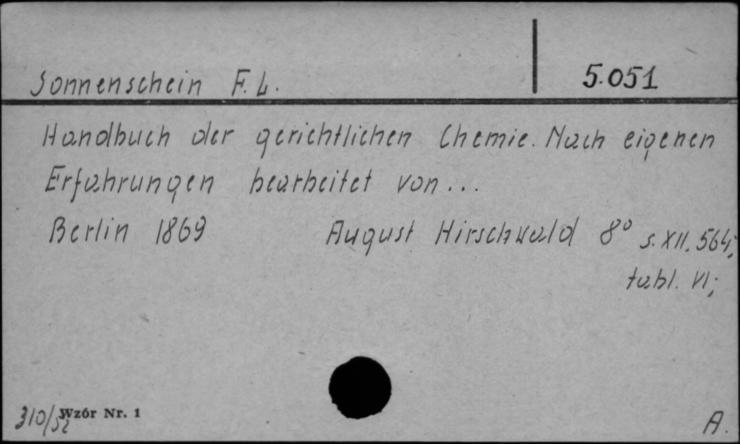 Sonnenschein F. L. 5.051
Handbuch der gerichtlichen Chemie. Nach eigenen
Erfahrungen bearbeitet von...
Berlin 1869 August Hirschwald 8° s. XII. 564;
tabl. VI;
310/52 Wzór Nr. 1 A.